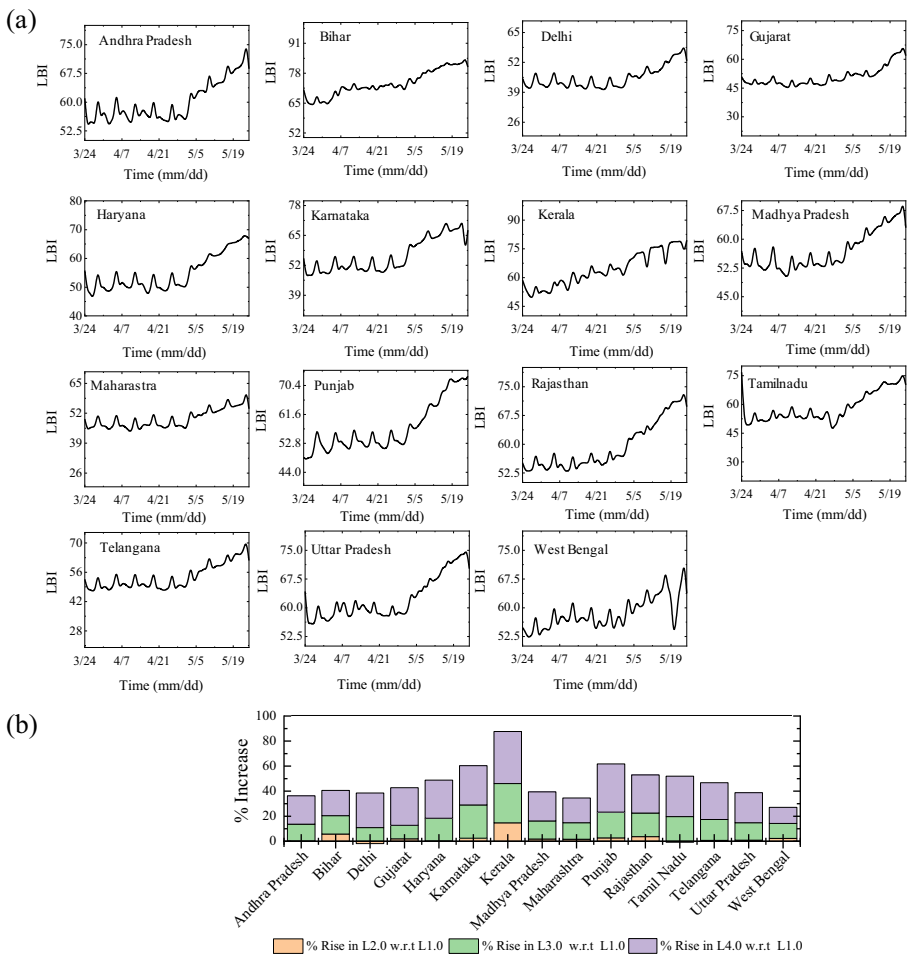 (a)
Andhra Pradesh
LBI
75.0
67.5
60.0
52.5
3/24 4/7 4/21 5/5 5/19
Time (mm/dd)
Bihar
LBI
91
78
65
52
3/24 4/7 4/21 5/5 5/19
Time (mm/dd)
Delhi
LBI
65
52
39
26
3/24 4/7 4/21 5/5 5/19
Time (mm/dd)
Gujarat
LBI
75
60
45
30
3/24 4/7 4/21 5/5 5/19
Time (mm/dd)
Haryana
LBI
80
70
60
50
40
3/24 4/7 4/21 5/5 5/19
Time (mm/dd)
Karnataka
LBI
78
65
52
39
3/24 4/7 4/21 5/5 5/19
Time (mm/dd)
Kerala
LBI
90
75
60
45
3/24 4/7 4/21 5/5 5/19
Time (mm/dd)
Madhya Pradesh
LBI
67.5
60.0
52.5
45.0
3/24 4/7 4/21 5/5 5/19
Time (mm/dd)
Maharastra
LBI
65
52
39
26
3/24 4/7 4/21 5/5 5/19
Time (mm/dd)
Punjab
LBI
70.4
61.6
52.8
44.0
3/24 4/7 4/21 5/5 5/19
Time (mm/dd)
Rajasthan
LBI
75.0
67.5
60.0
52.5
3/24 4/7 4/21 5/5 5/19
Time (mm/dd)
Tamilnadu
LBI
75
60
45
30
3/24 4/7 4/21 5/5 5/19
Time (mm/dd)
Telangana
LBI
70
56
42
28
3/24 4/7 4/21 5/5 5/19
Time (mm/dd)
Uttar Pradesh
LBI
75.0
67.5
60.0
52.5
3/24 4/7 4/21 5/5 5/19
Time (mm/dd)
West Bengal
LBI
75.0
67.5
60.0
52.5
3/24 4/7 4/21 5/5 5/19
Time (mm/dd)
(b)
% Increase
100
80
60
40
20
0
Andhra Pradesh
Bihar
Delhi
Gujarat
Haryana
Karnataka
Kerala
Madhya Pradesh
Maharashtra
Punjab
Rajasthan
Tamil Nadu
Telangana
Uttar Pradesh
West Bengal
% Rise in L2.0 w.r.t L1.0 % Rise in L3.0 w.r.t L1.0 % Rise in L4.0 w.r.t L1.0